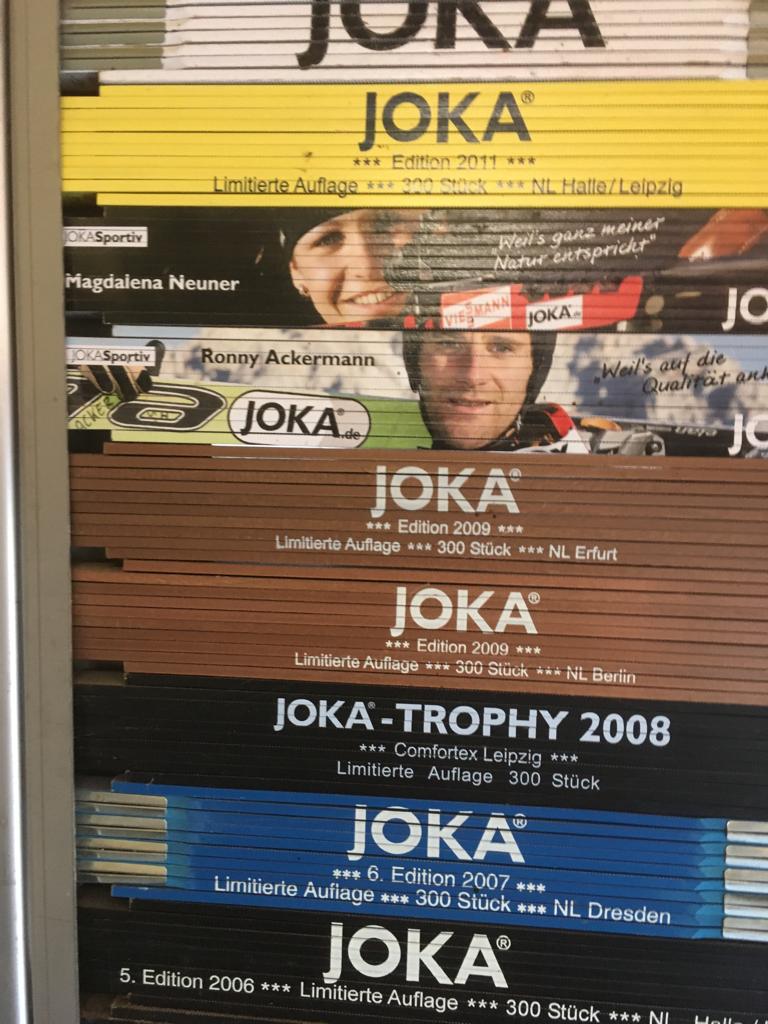 JOKA
JOKA®
*** Edition 2011 ***
Limitierte Auflage *** 300 Stück *** NL Halle/Leipzig
JOKASportiv
"Weil's ganz meiner
Natur entspricht"
Magdalena Neuner
VIESSMANN
JOKA.de
JO
JOKASportiv
Ronny Ackermann
"Weil's auf die
Qualität ank
ACKER
JOKA®.de
JO
JOKA®
*** Edition 2009 ***
Limitierte Auflage *** 300 Stück *** NL Erfurt
JOKA®
*** Edition 2009 ***
Limitierte Auflage *** 300 Stück *** NL Berlin
JOKA®-TROPHY 2008
*** Comfortex Leipzig ***
Limitierte Auflage 300 Stück
JOKA®
*** 6. Edition 2007 ***
Limitierte Auflage *** 300 Stück *** NL Dresden
JOKA®
5. Edition 2006 *** Limitierte Auflage *** 300 Stück *** NL